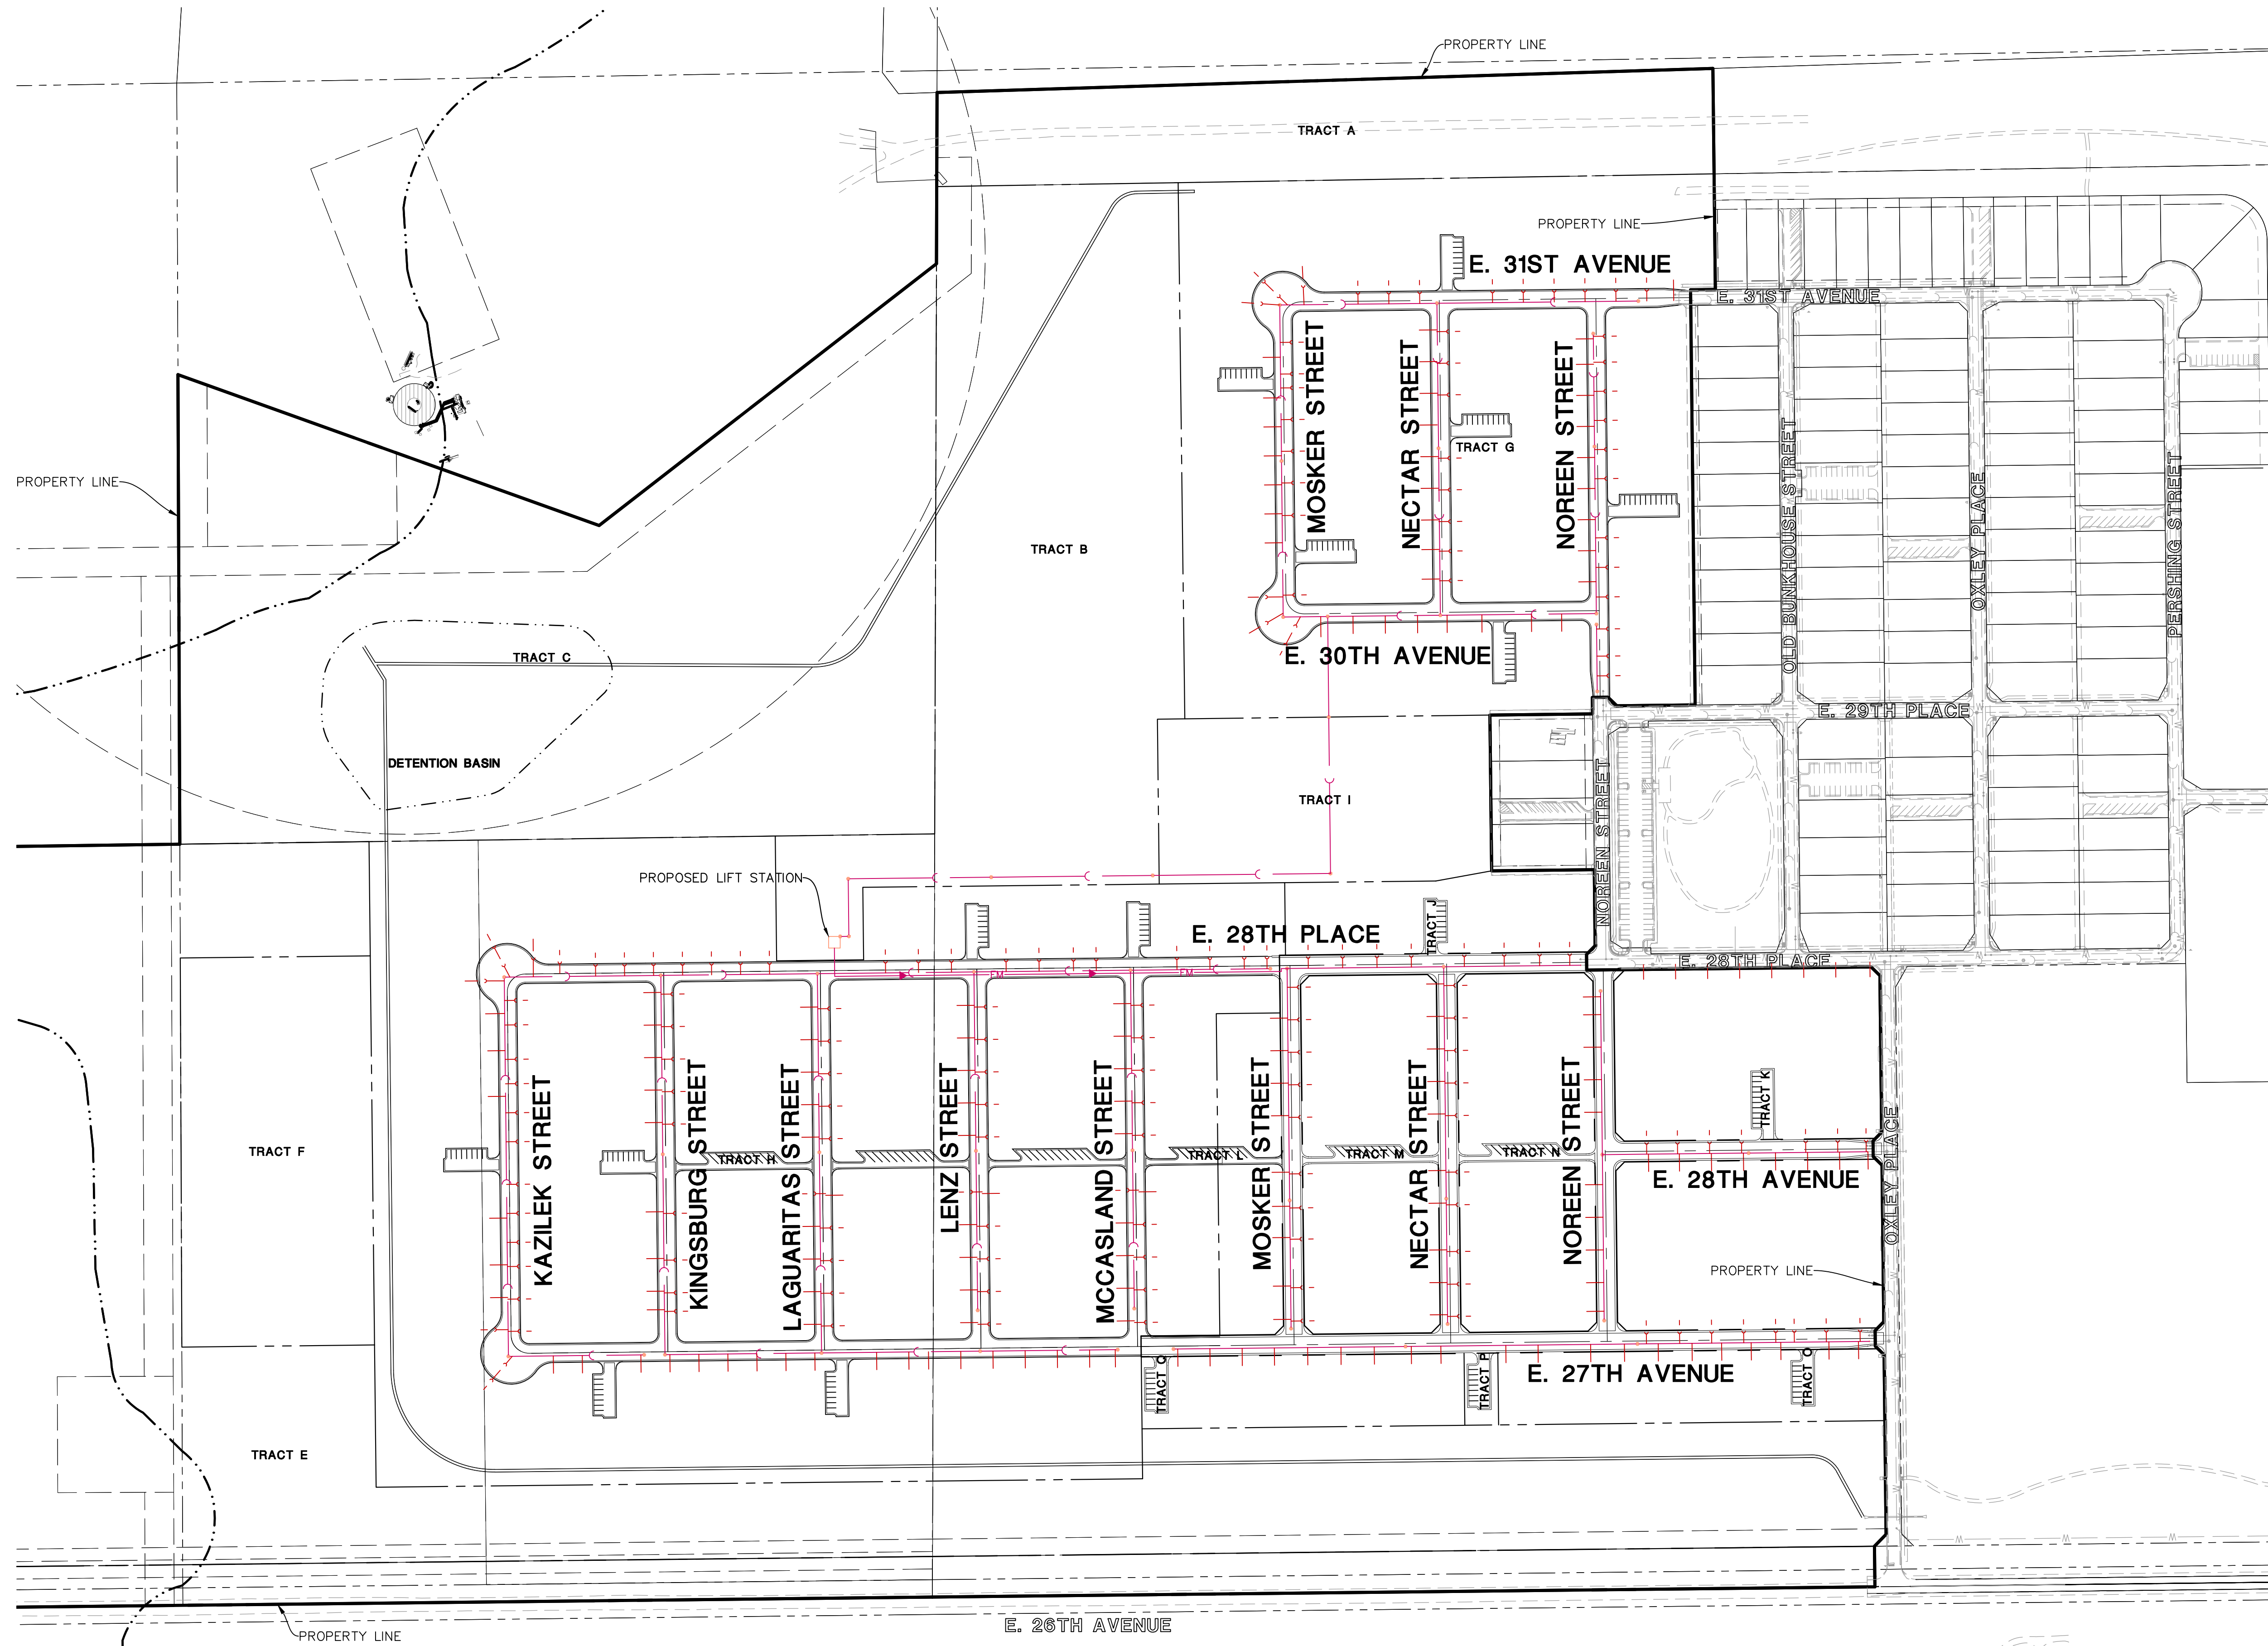 PROPERTY LINE
TRACT A
PROPERTY LINE
E. 31ST AVENUE
E. 31ST AVENUE
MOSKER STREET
NECTAR STREET
NOREEN STREET
TRACT G
OLD BUNKHOUSE STREET
OXLEY PLACE
PERSHING STREET
PROPERTY LINE
TRACT B
TRACT C
E. 30TH AVENUE
E. 29TH PLACE
DETENTION BASIN
TRACT I
NOREEN STREET
PROPOSED LIFT STATION
TRACT J
E. 28TH PLACE
E. 28TH PLACE
FM
FM
KAZILEK STREET
KINGSBURG STREET
LAGUARITAS STREET
LENZ STREET
MCCASLAND STREET
MOSKER STREET
NECTAR STREET
NOREEN STREET
TRACT K
OXLEY PLACE
TRACT F
TRACT H
TRACT L
TRACT M
TRACT N
E. 28TH AVENUE
PROPERTY LINE
TRACT P
TRACT O
E. 27TH AVENUE
TRACT E
E. 26TH AVENUE
PROPERTY LINE